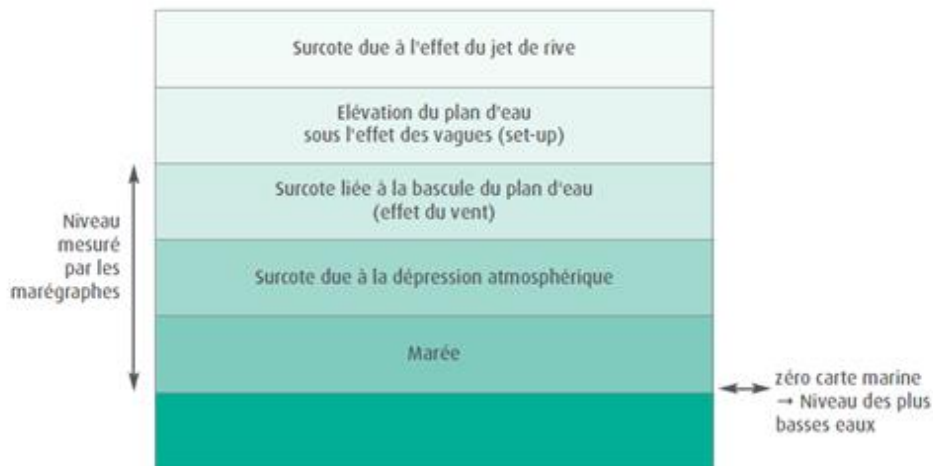 Surcote due à l'effet du jet de rive
Elévation du plan d'eau
sous l'effet des vagues (set-up)
Surcote liée à la bascule du plan d'eau
(effet du vent)
Niveau
mesuré
par les
marégraphes
Surcote due à la dépression atmosphérique
Marée
zéro carte marine
→ Niveau des plus
basses eaux